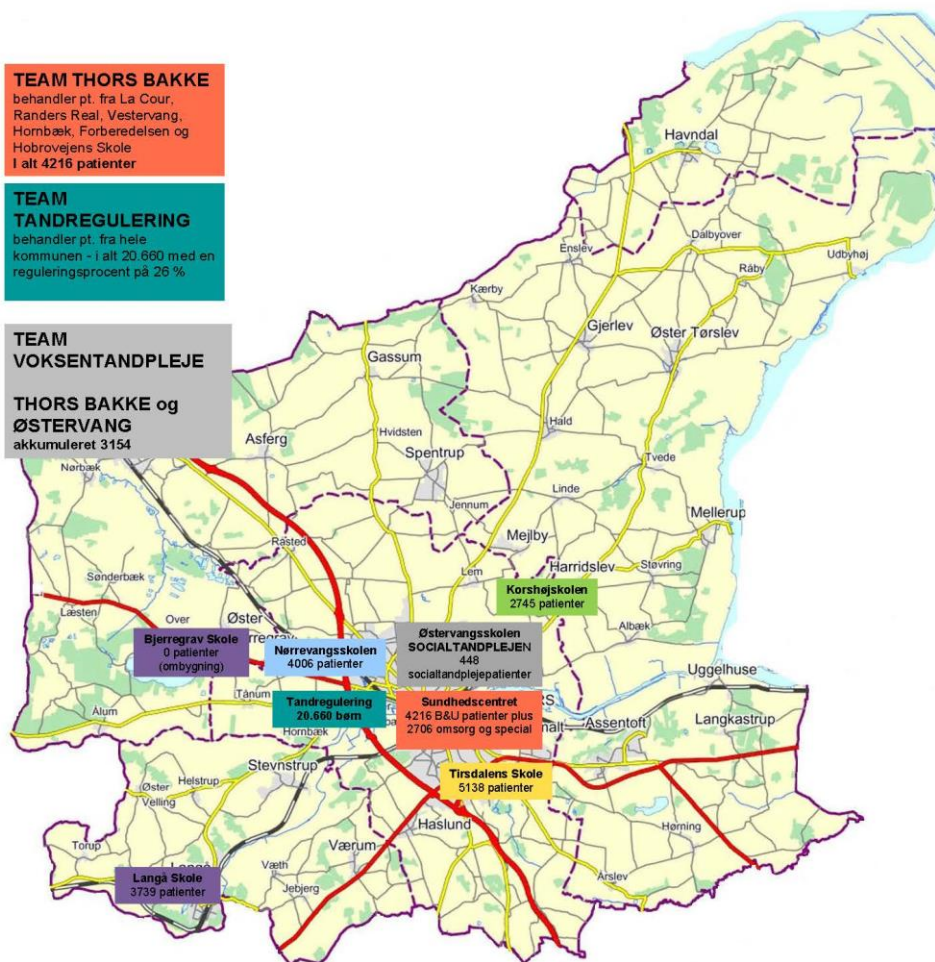 TEAM THORS BAKKE
behandler pt. fra La Cour,
Randers Real, Vestervang,
Hornbæk, Forberedelsen og
Hobrovejens Skole
I alt 4216 patienter
TEAM
TANDREGULERING
behandler pt. fra hele
kommunen - i alt 20.660 med en
reguleringsprocent på 26 %
TEAM
VOKSENTANDPLEJE
THORS BAKKE og
ØSTERVANG
akkumuleret 3154
Havndal
Dalbyover
Udbyhøj
Enslev
Råby
Kærby
Gjerlev
Øster Tørslev
Gassum
Hald
Hvidsten
Asferg
Spentrup
Tvede
Nørbæk
Linde
Jennum
Mellerup
Mejlby
Rasted
Lem
Harridslev
Støvring
Sønderbæk
Korshøjskolen
2745 patienter
Læsten
Over
Øster
Albæk
Bjerregrav Skole
0 patienter
(ombygning)
Nørrevangsskolen
4006 patienter
Østervangsskolen
SOCIALTANDPLEJEN
448
socialtandplejepatienter
Uggelhuse
Tånum
Tandregulering
20.660 børn
Sundhedscentret
4216 B&U patienter plus
2706 omsorg og special
Ålum
Hornbæk
Assentoft
Langkastrup
Stevnstrup
Helstrup
Øster
Velling
Tirsdalens Skole
5138 patienter
Haslund
Hørning
Torup
Værum
Væth
Jebjerg
Årslev
Langå Skole
3739 patienter